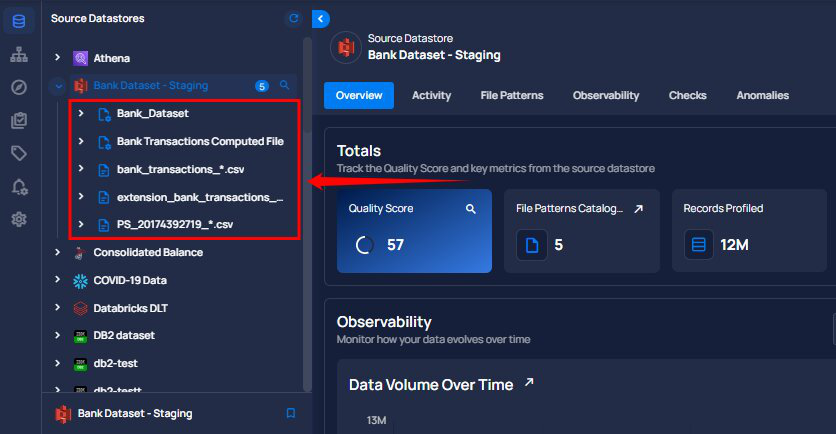 Source Datastores
Athena
Bank Dataset - Staging
5
Bank_Dataset
Bank Transactions Computed File
bank_transactions_*.csv
extension_bank_transactions_...
PS_20174392719_*.csv
Consolidated Balance
COVID-19 Data
Databricks DLT
DB2 dataset
db2-test
db2-testt
Bank Dataset - Staging
Source Datastore
Bank Dataset - Staging
Overview Activity File Patterns Observability Checks Anomalies
Totals
Track the Quality Score and key metrics from the source datastore
Quality Score
57
File Patterns Catalog...
5
Records Profiled
12M
Observability
Monitor how your data evolves over time
Data Volume Over Time
13M